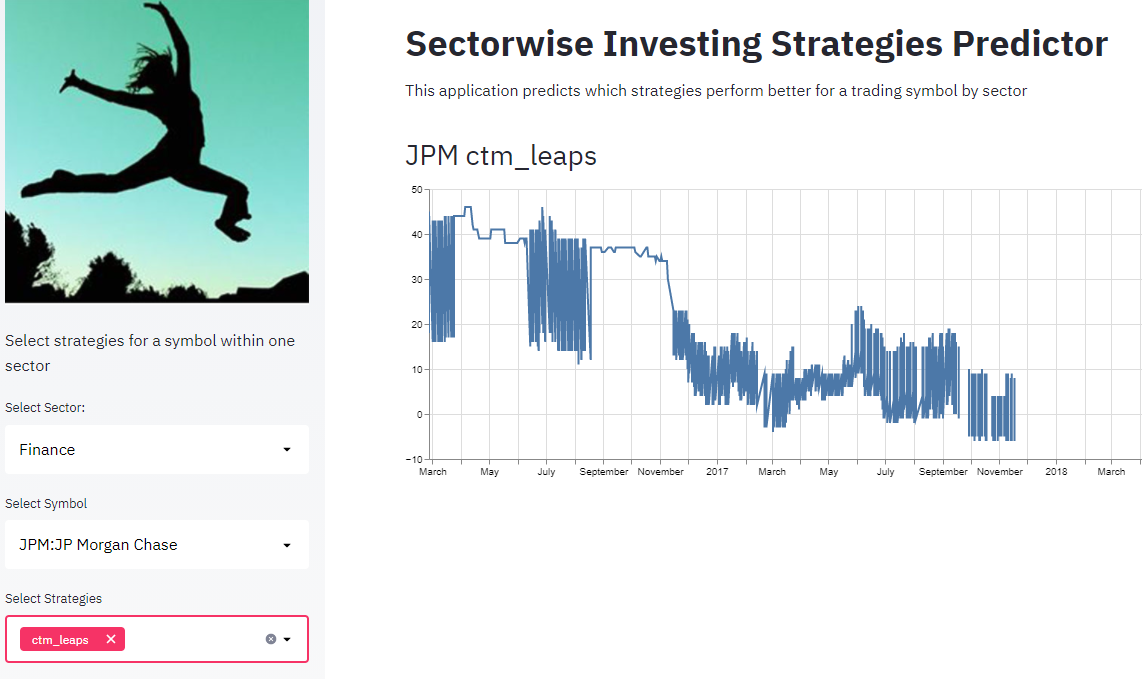 Sectorwise Investing Strategies Predictor
This application predicts which strategies perform better for a trading symbol by sector
JPM ctm_leaps
50
40
30
20
10
0
−10
March May July September November 2017 March May July September November 2018 March
Select strategies for a symbol within one
sector
Select Sector:
Finance
Select Symbol
JPM:JP Morgan Chase
Select Strategies
ctm_leaps